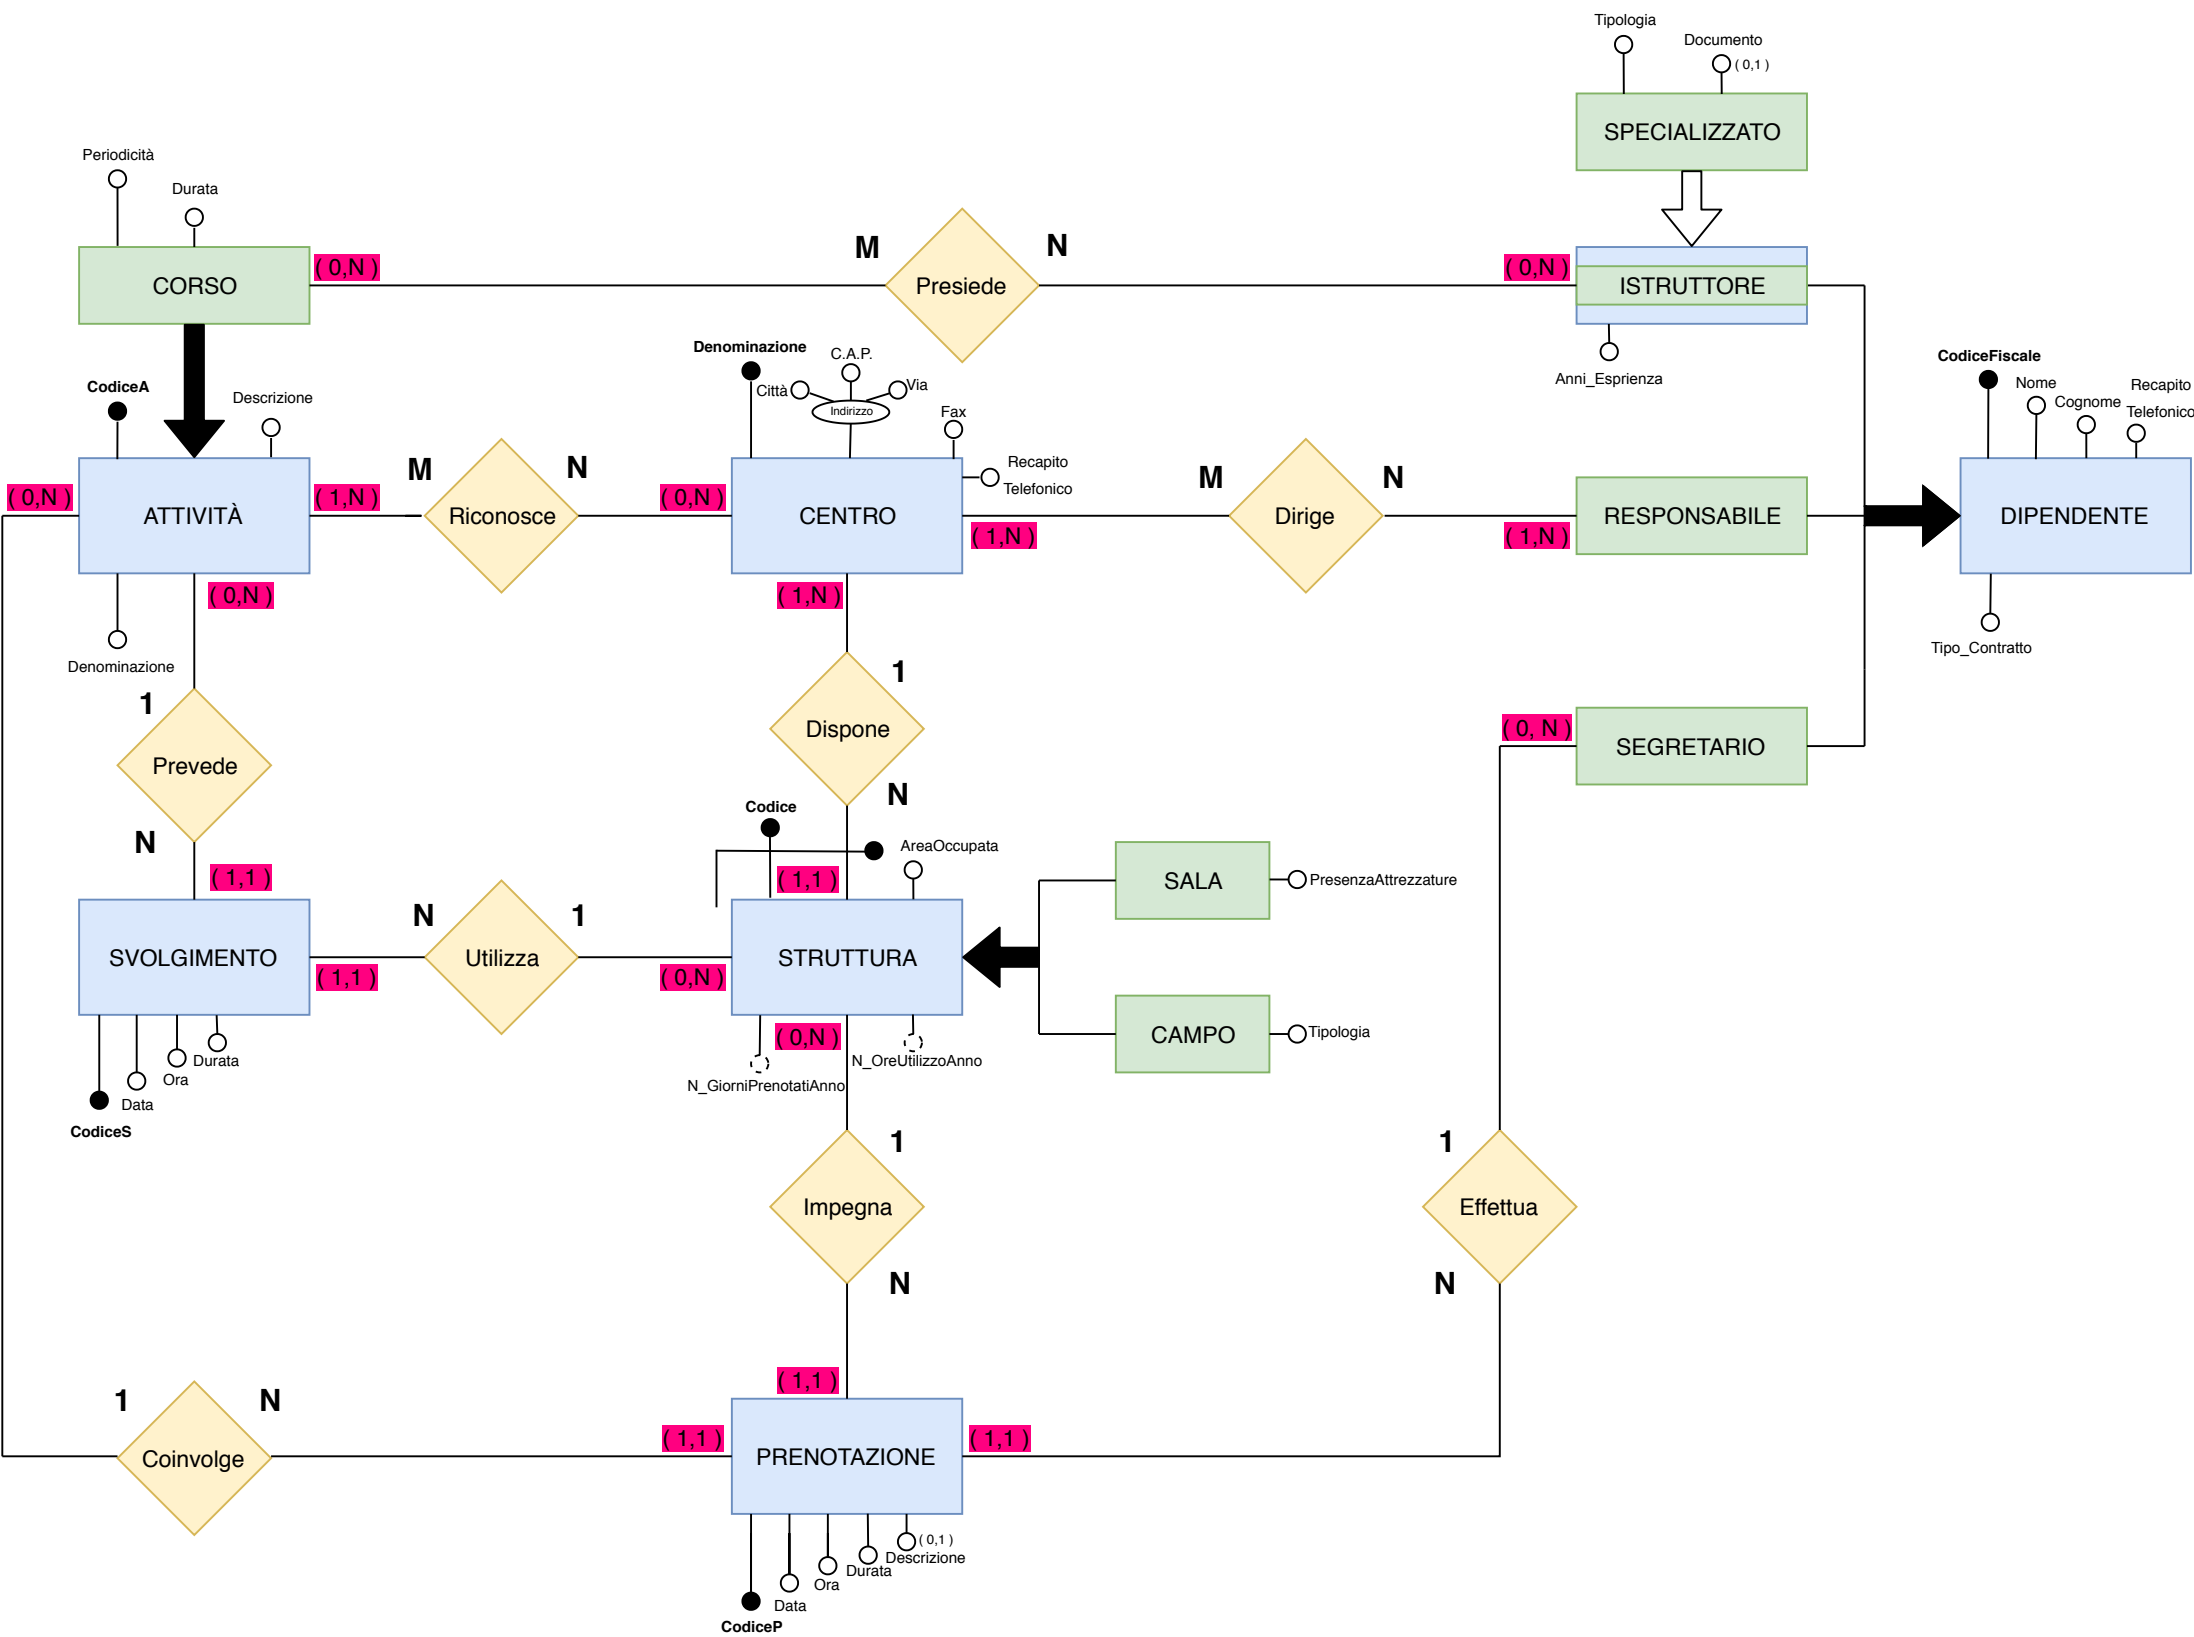 Tipologia
Documento
( 0,1 )
SPECIALIZZATO
Periodicità
Durata
CORSO
( 0,N )
M
Presiede
N
( 0,N )
ISTRUTTORE
Anni_Esprienza
CodiceA
Descrizione
Denominazione
C.A.P.
Città
Via
Indirizzo
Fax
Recapito
Telefonico
CodiceFiscale
Nome
Cognome
Recapito
Telefonico
( 0,N )
ATTIVITÀ
( 1,N )
M
Riconosce
N
( 0,N )
CENTRO
( 1,N )
M
Dirige
N
( 1,N )
RESPONSABILE
DIPENDENTE
( 0,N )
( 1,N )
Denominazione
Tipo_Contratto
1
Prevede
N
( 1,1 )
1
Dispone
N
( 0, N )
SEGRETARIO
Codice
AreaOccupata
( 1,1 )
SALA
PresenzaAttrezzature
SVOLGIMENTO
( 1,1 )
N
Utilizza
1
( 0,N )
STRUTTURA
CAMPO
Tipologia
Durata
Ora
Data
CodiceS
( 0,N )
N_OreUtilizzoAnno
N_GiorniPrenotatiAnno
1
Impegna
N
1
Effettua
N
( 1,1 )
1
N
Coinvolge
( 1,1 )
PRENOTAZIONE
( 1,1 )
( 0,1 )
Descrizione
Durata
Ora
Data
CodiceP